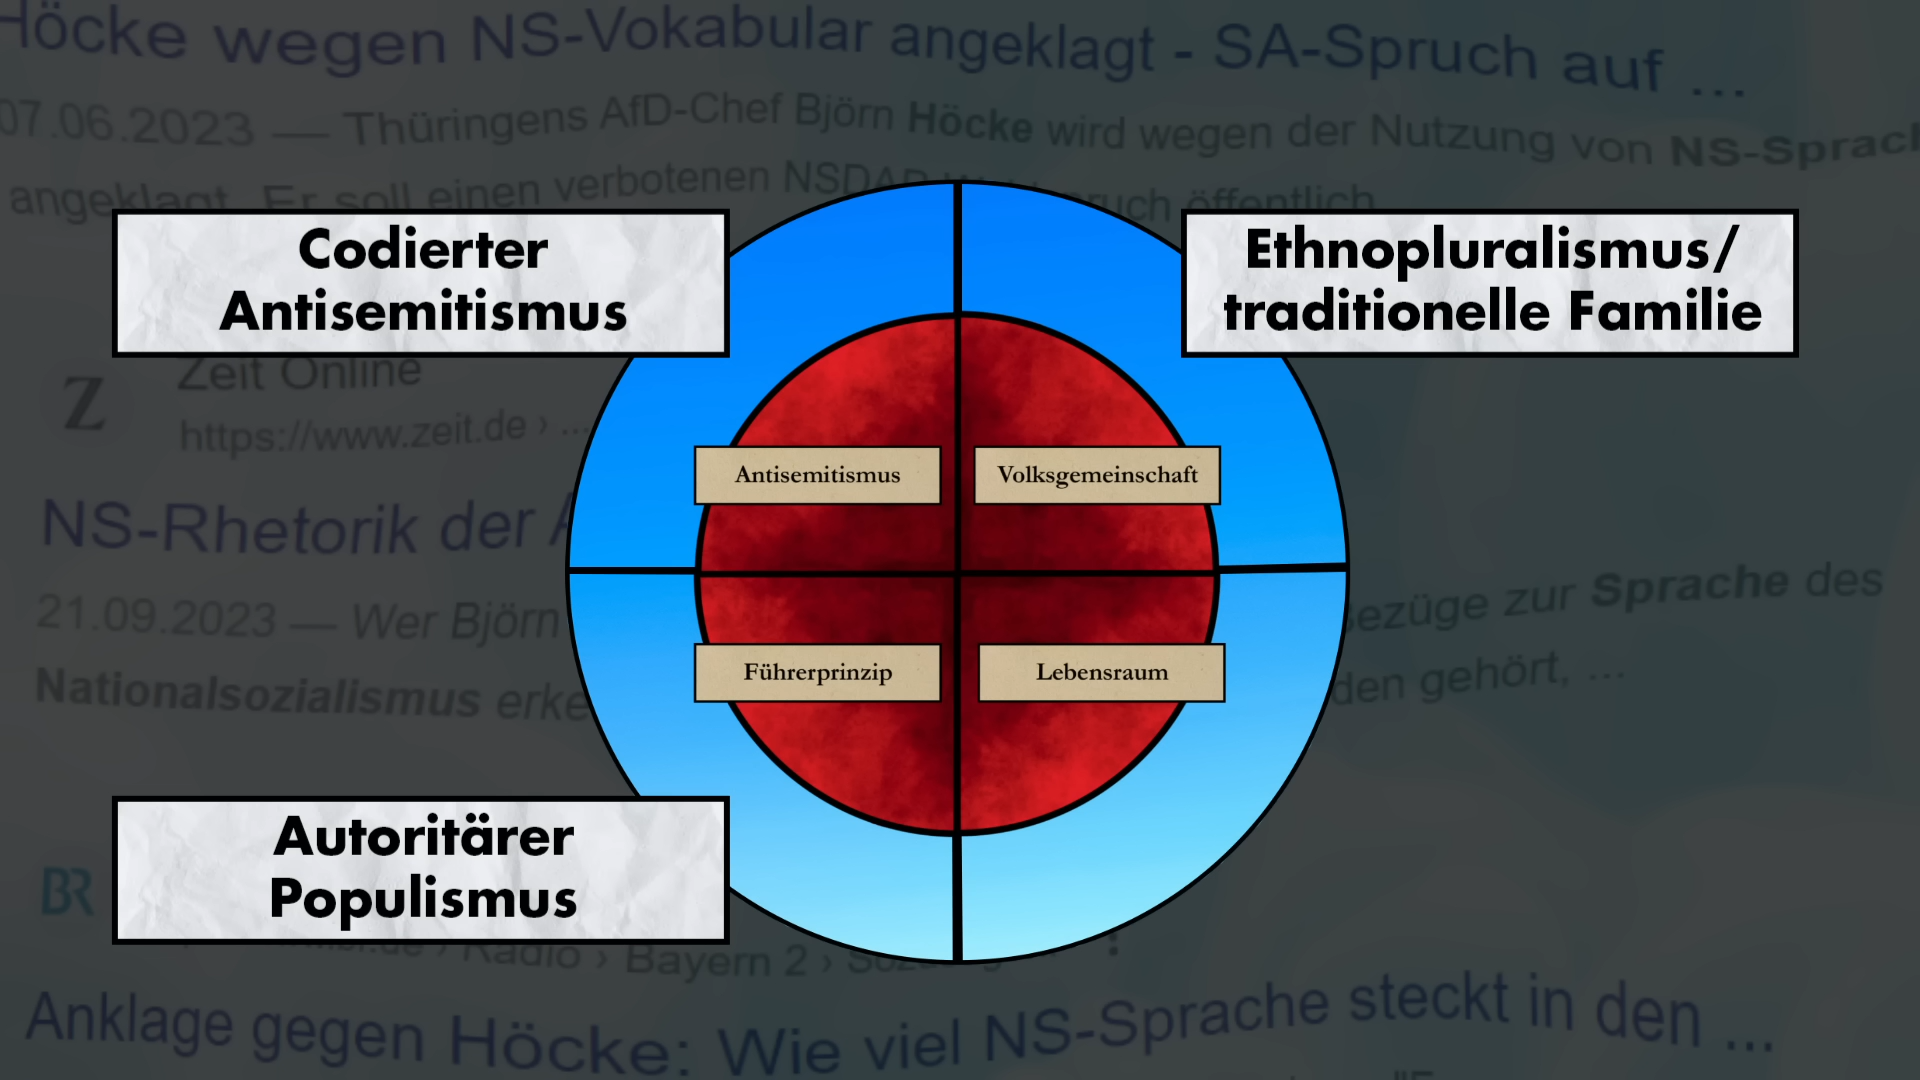 Höcke wegen NS-Vokabular angeklagt - SA-Spruch auf ...
07.06.2023 — Thüringens AfD-Chef Björn Höcke wird wegen der Nutzung von NS-Sprach
angeklagt. Er soll einen verbotenen NSDAP öffentlich
Codierter
Antisemitismus
Ethnopluralismus/
traditionelle Familie
Z
Zeit Online
https://www.zeit.de › ...
Antisemitismus
Volksgemeinschaft
NS-Rhetorik der
21.09.2023 — Wer Björn
Bezüge zur Sprache des
Nationalsozialismus erke
den gehört, ...
Führerprinzip
Lebensraum
Autoritärer
Populismus
BR
› Radio › Bayern 2 ›
Anklage gegen Höcke: Wie viel NS-Sprache steckt in den ...